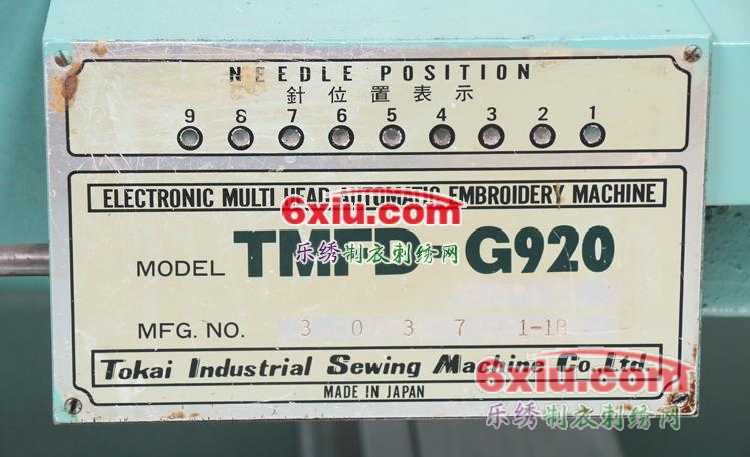 NEEDLE POSITION
針位置表示
9 8 7 6 5 4 3 2 1
ELECTRONIC MULTI HEAD AUTOMATIC EMBROIDERY MACHINE
6xiu.com
乐绣制衣刺绣网
MODEL TMFD-G920
MFG. NO. 3 0 3 7 1-18
Tokai Industrial Sewing Machine Co., Ltd.
6xiu.com
MADE IN JAPAN
乐绣制衣刺绣网